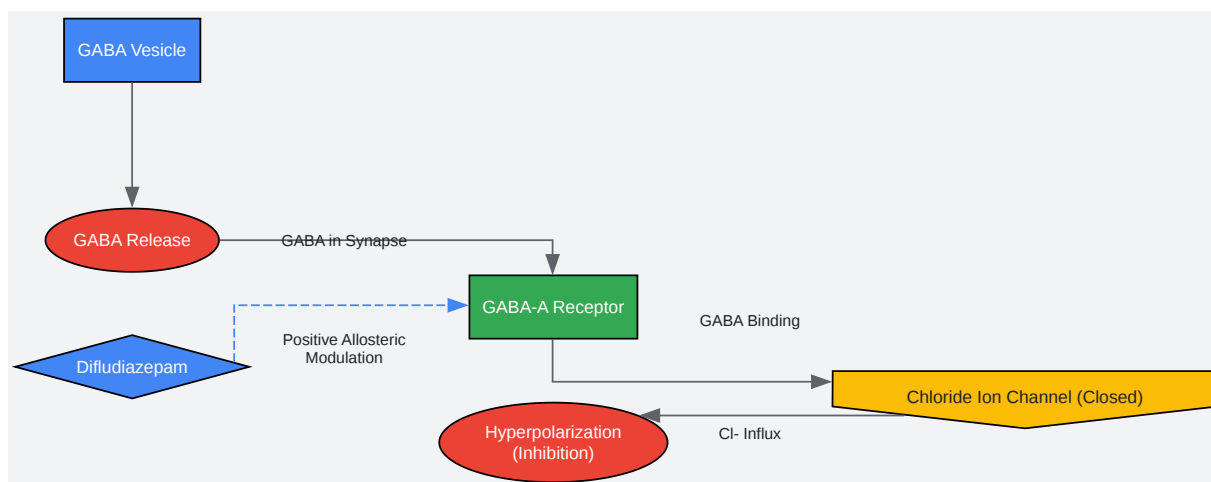 GABA Vesicle
GABA Release
GABA in Synapse
GABA-A Receptor
GABA Binding
Difludiazepam
Positive Allosteric
Modulation
Chloride Ion Channel (Closed)
Hyperpolarization
(Inhibition)
Cl- Influx